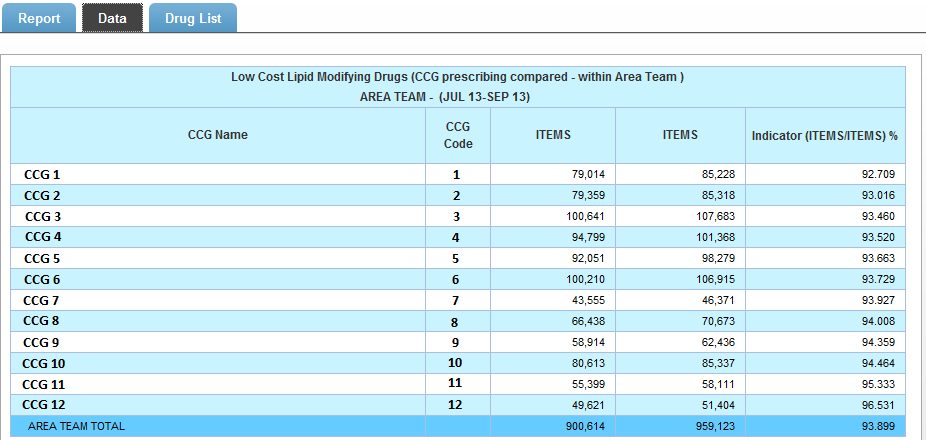 Report Data Drug List
Low Cost Lipid Modifying Drugs (CCG prescribing compared - within Area Team )
AREA TEAM - (JUL 13-SEP 13)
CCG Name CCG Code ITEMS ITEMS Indicator (ITEMS/ITEMS) %
CCG 1 1 79,014 85,228 92.709
CCG 2 2 79,359 85,318 93.016
CCG 3 3 100,641 107,683 93.460
CCG 4 4 94,799 101,368 93.520
CCG 5 5 92,051 98,279 93.663
CCG 6 6 100,210 106,915 93.729
CCG 7 7 43,555 46,371 93.927
CCG 8 8 66,438 70,673 94.008
CCG 9 9 58,914 62,436 94.359
CCG 10 10 80,613 85,337 94.464
CCG 11 11 55,399 58,111 95.333
CCG 12 12 49,621 51,404 96.531
AREA TEAM TOTAL 900,614 959,123 93.899